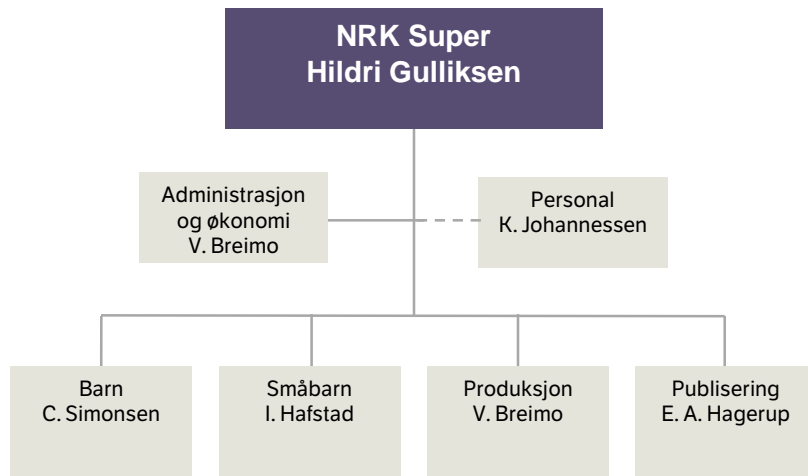 NRK Super
Hildri Gulliksen
Administrasjon
og økonomi
V. Breimo
Personal
K. Johannessen
Barn
C. Simonsen
Småbarn
I. Hafstad
Produksjon
V. Breimo
Publisering
E. A. Hagerup